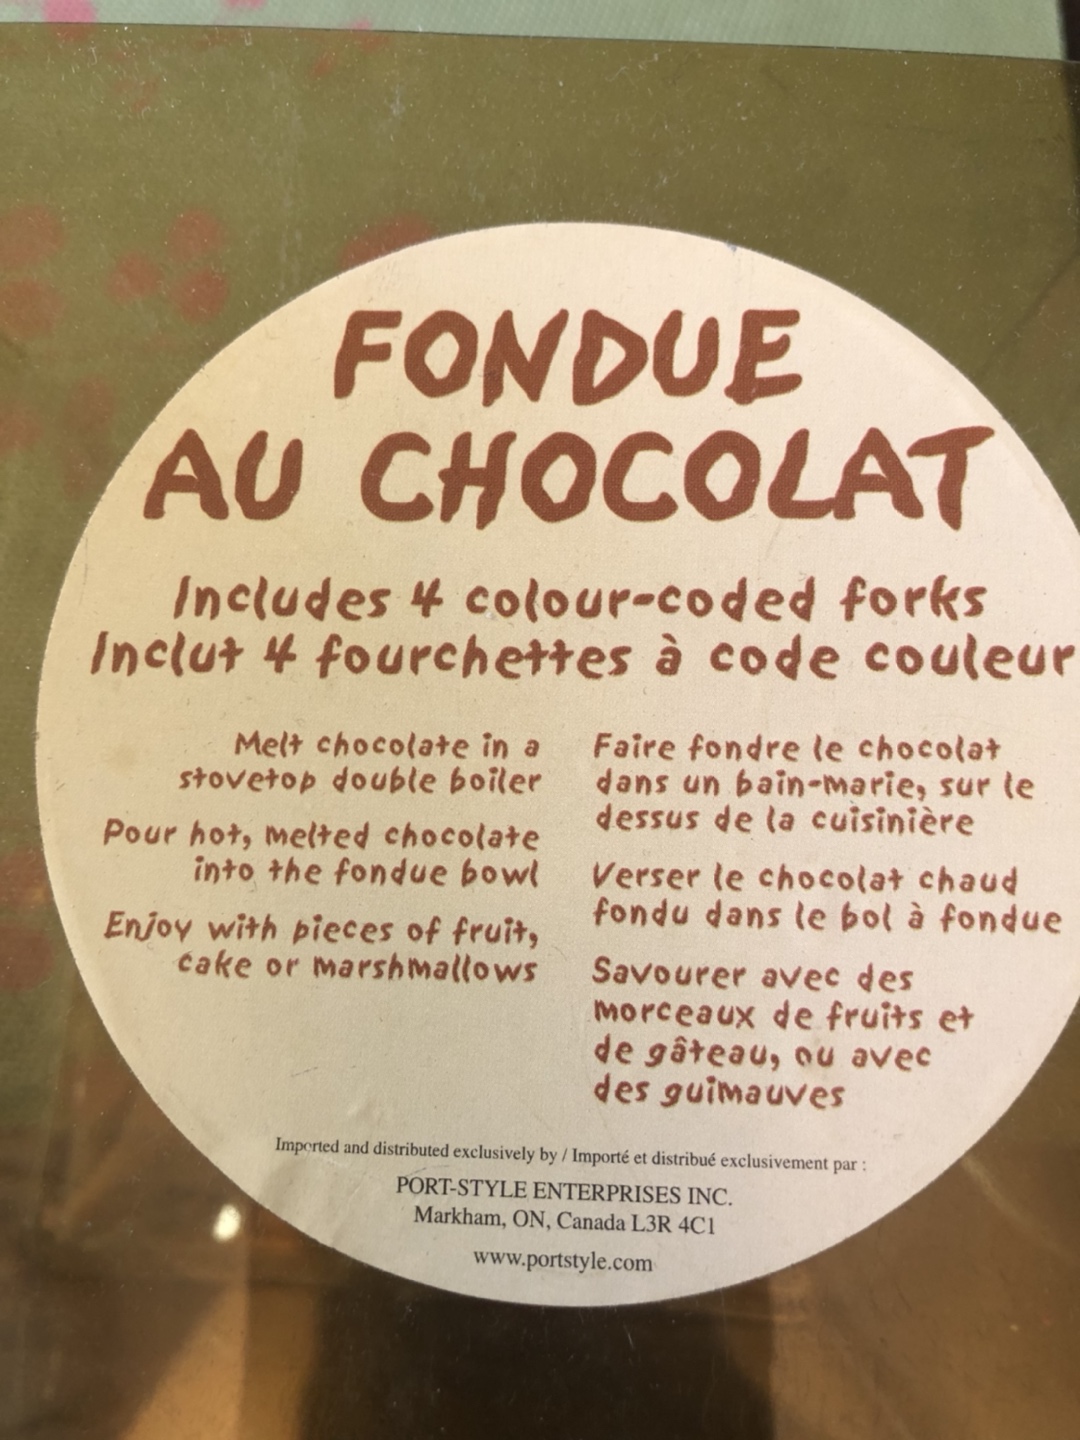 FONDUE
AU CHOCOLAT
Includes 4 colour-coded forks
Inclut 4 fourchettes à code couleur
Melt chocolate in a
stovetop double boiler
Pour hot, melted chocolate
into the fondue bowl
Enjoy with pieces of fruit,
cake or marshmallows
Faire fondre le chocolat
dans un bain-marie, sur le
dessus de la cuisinière
Verser le chocolat chaud
fondu dans le bol à fondue
Savourer avec des
morceaux de fruits et
de gâteau, ou avec
des guimauves
Imported and distributed exclusively by / Importé et distribué exclusivement par :
PORT-STYLE ENTERPRISES INC.
Markham, ON, Canada L3R 4C1
www.portstyle.com